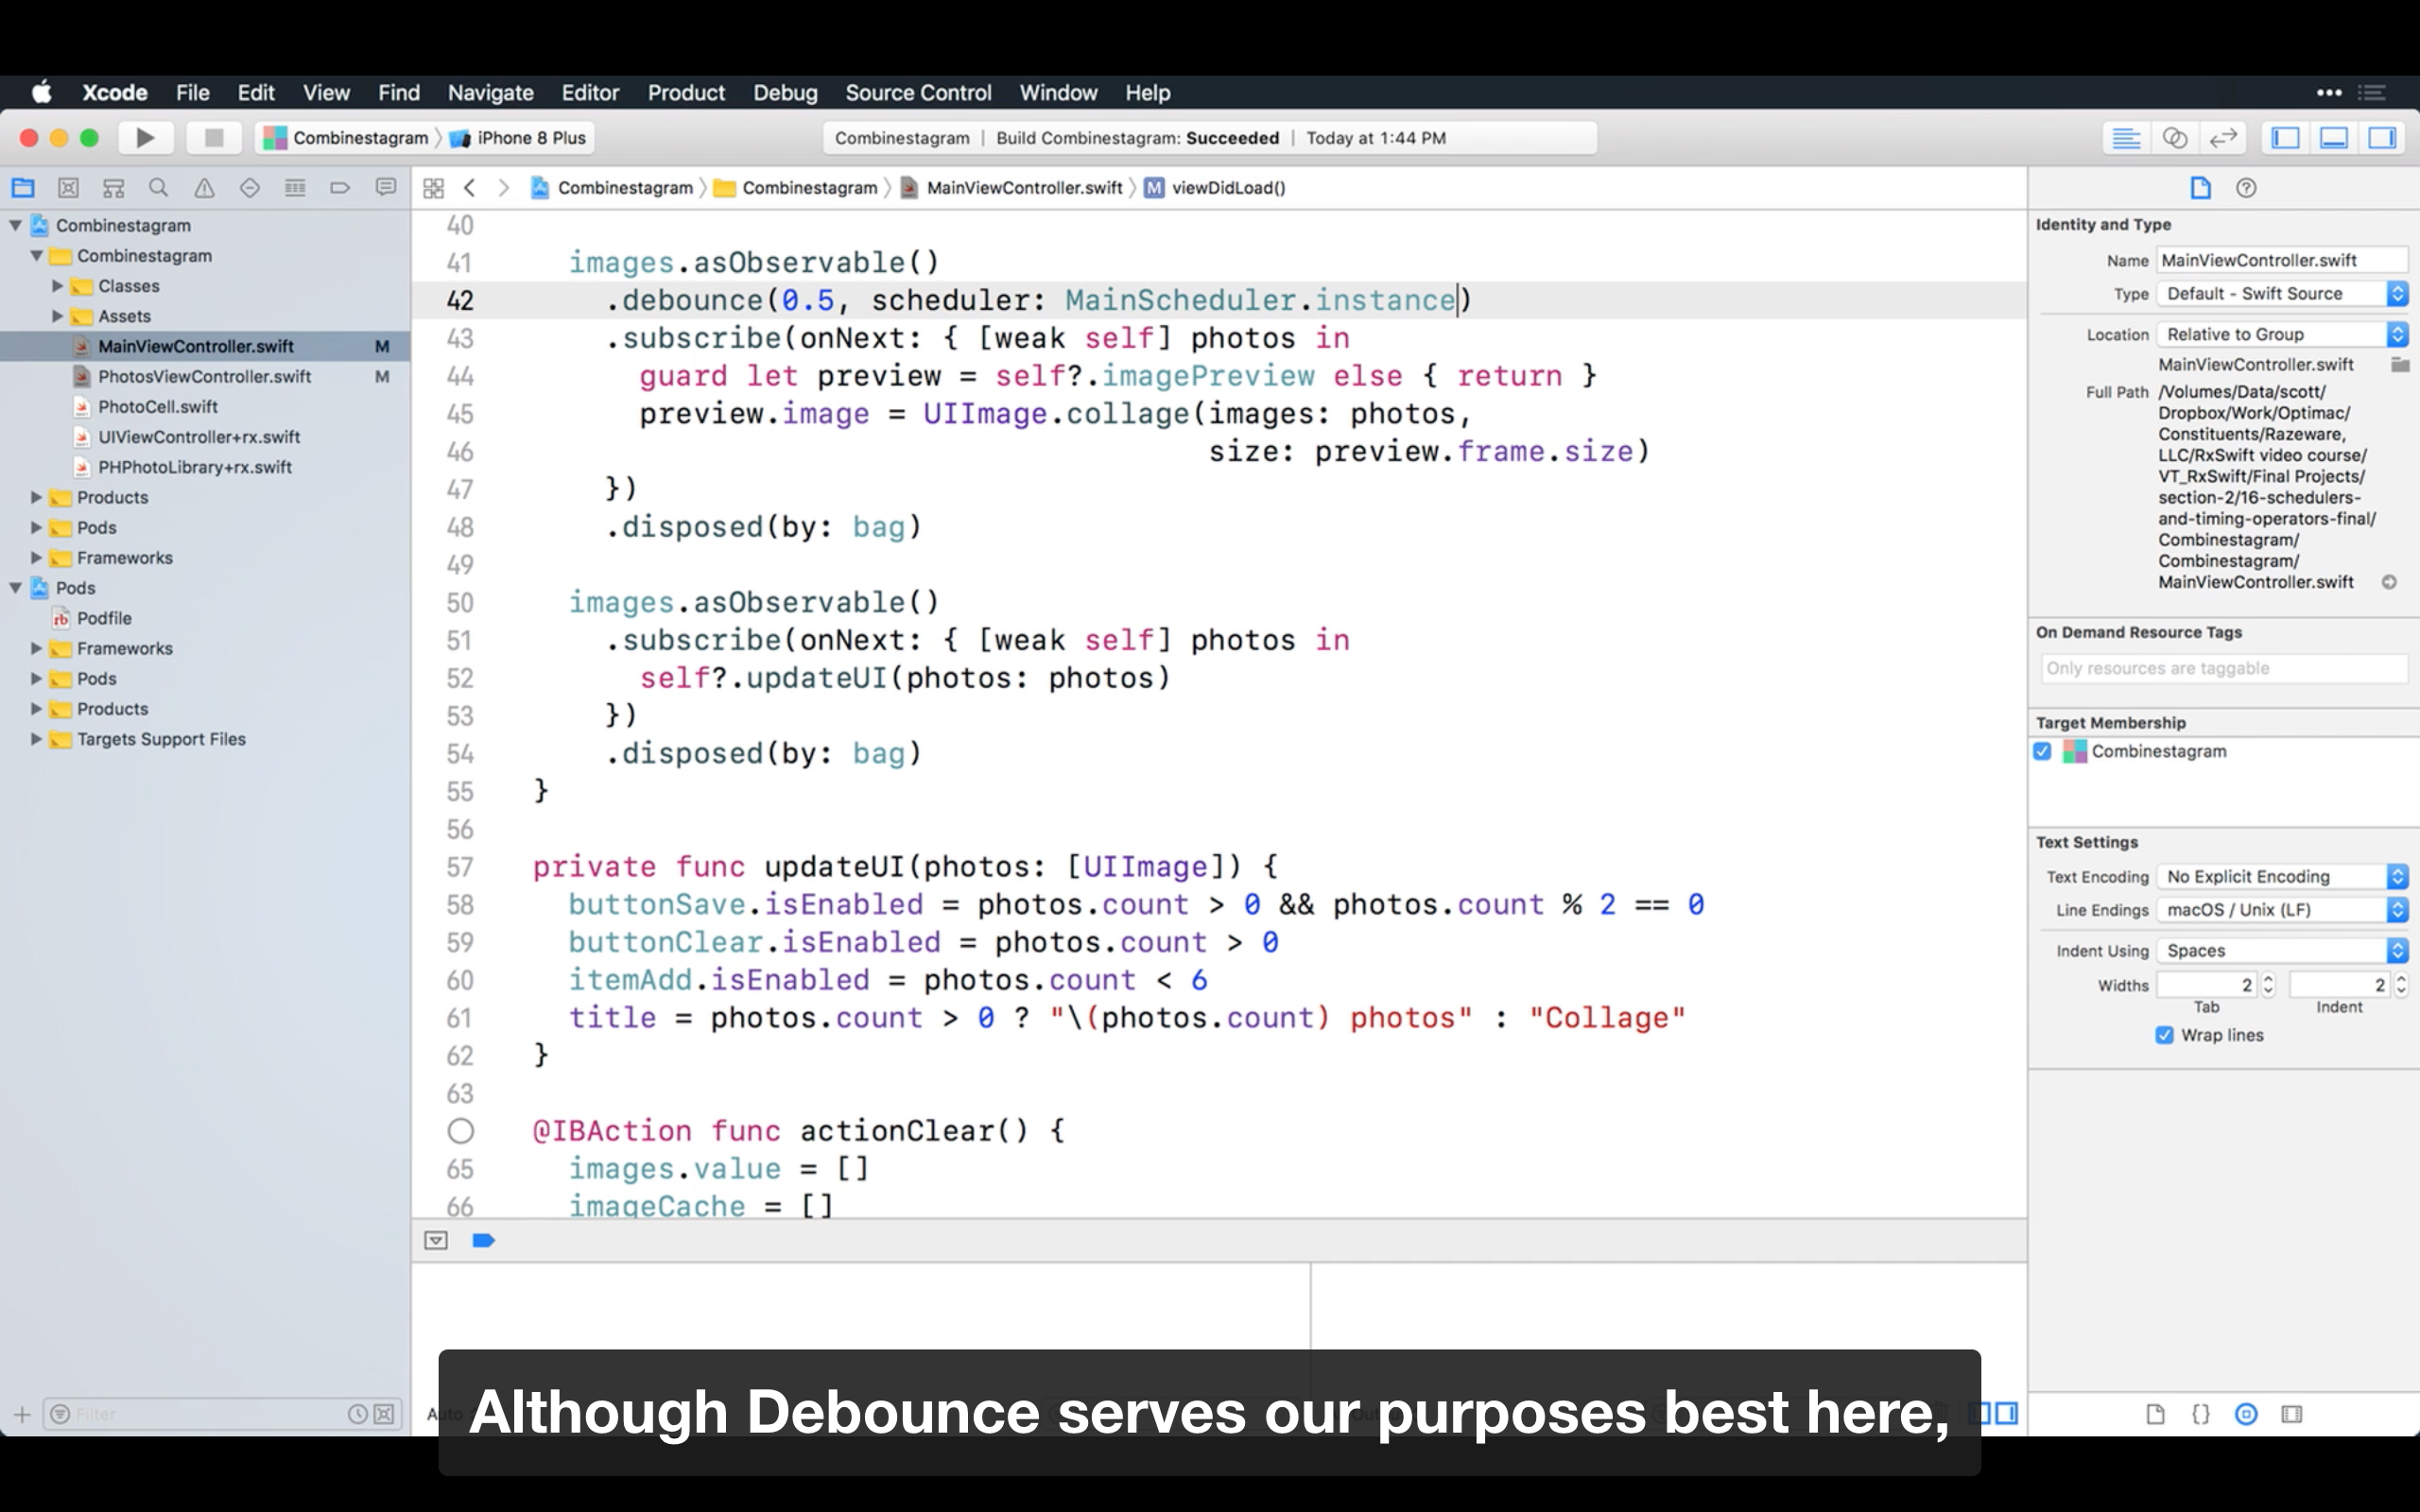 Xcode File Edit View Find Navigate Editor Product Debug Source Control Window Help
Combinestagram 〉 iPhone 8 Plus
Combinestagram | Build Combinestagram: Succeeded | Today at 1:44 PM
Combinestagram 〉 Combinestagram 〉 MainViewController.swift 〉 M viewDidLoad()
Combinestagram
Combinestagram
Classes
Assets
MainViewController.swift M
PhotosViewController.swift M
PhotoCell.swift
UIViewController+rx.swift
PHPhotoLibrary+rx.swift
Products
Pods
Frameworks
Pods
rb Podfile
Frameworks
Pods
Products
Targets Support Files
Filter
40
41 images.asObservable()
42 .debounce(0.5, scheduler: MainScheduler.instance)
43 .subscribe(onNext: { [weak self] photos in
44 guard let preview = self?.imagePreview else { return }
45 preview.image = UIImage.collage(images: photos,
46 size: preview.frame.size)
47 })
48 .disposed(by: bag)
49
50 images.asObservable()
51 .subscribe(onNext: { [weak self] photos in
52 self?.updateUI(photos: photos)
53 })
54 .disposed(by: bag)
55 }
56
57 private func updateUI(photos: [UIImage]) {
58 buttonSave.isEnabled = photos.count > 0 && photos.count % 2 == 0
59 buttonClear.isEnabled = photos.count > 0
60 itemAdd.isEnabled = photos.count < 6
61 title = photos.count > 0 ? "\(photos.count) photos" : "Collage"
62 }
63
@IBAction func actionClear() {
65 images.value = []
66 imageCache = []
Identity and Type
Name MainViewController.swift
Type Default - Swift Source
Location Relative to Group
MainViewController.swift
Full Path /Volumes/Data/scott/
Dropbox/Work/Optimac/
Constituents/Razeware,
LLC/RxSwift video course/
VT_RxSwift/Final Projects/
section-2/16-schedulers-
and-timing-operators-final/
Combinestagram/
Combinestagram/
MainViewController.swift
On Demand Resource Tags
Only resources are taggable
Target Membership
Combinestagram
Text Settings
Text Encoding No Explicit Encoding
Line Endings macOS / Unix (LF)
Indent Using Spaces
Widths 2 2
Tab Indent
Wrap lines
Although Debounce serves our purposes best here,